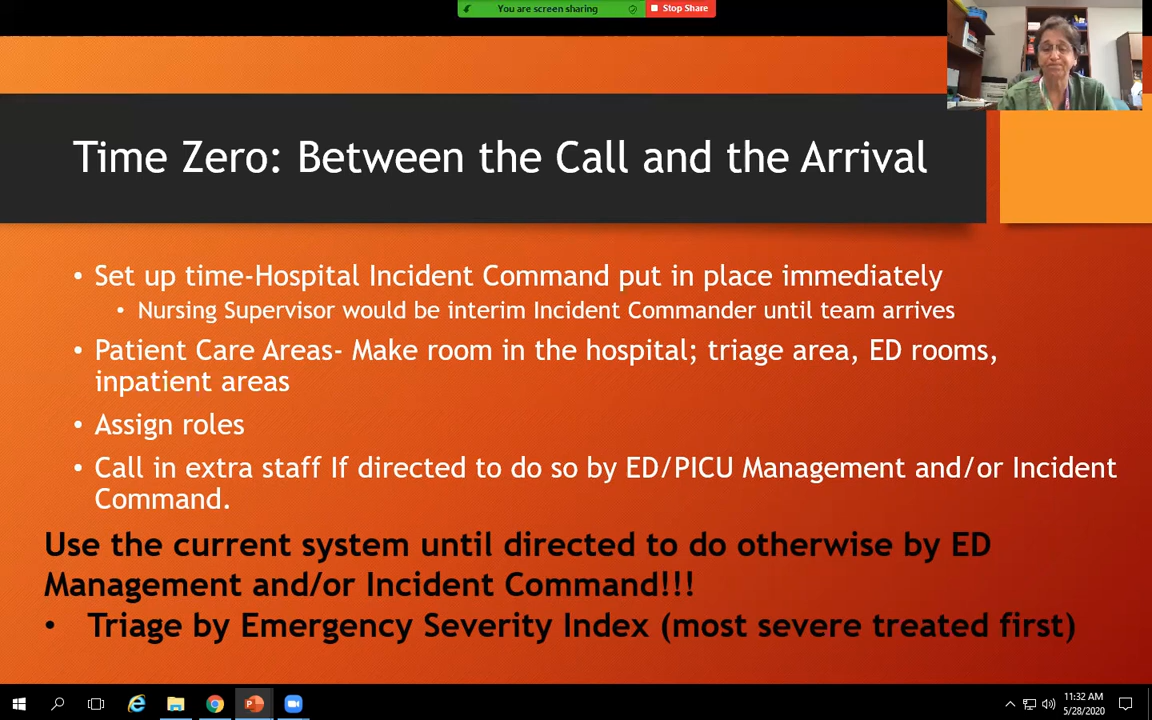 You are screen sharing
Stop Share
Time Zero: Between the Call and the Arrival
• Set up time-Hospital Incident Command put in place immediately
• Nursing Supervisor would be interim Incident Commander until team arrives
• Patient Care Areas- Make room in the hospital; triage area, ED rooms,
inpatient areas
• Assign roles
• Call in extra staff If directed to do so by ED/PICU Management and/or Incident
Command.
Use the current system until directed to do otherwise by ED
Management and/or Incident Command!!!
• Triage by Emergency Severity Index (most severe treated first)
11:32 AM
5/28/2020